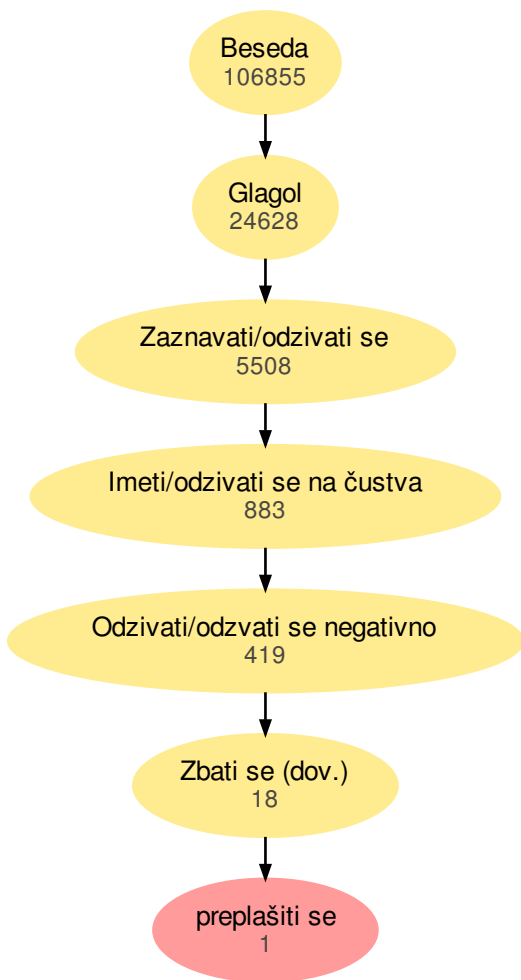 Beseda
106855
Glagol
24628
Zaznavati/odzivati se
5508
Imeti/odzivati se na čustva
883
Odzivati/odzvati se negativno
419
Zbati se (dov.)
18
preplašiti se
1